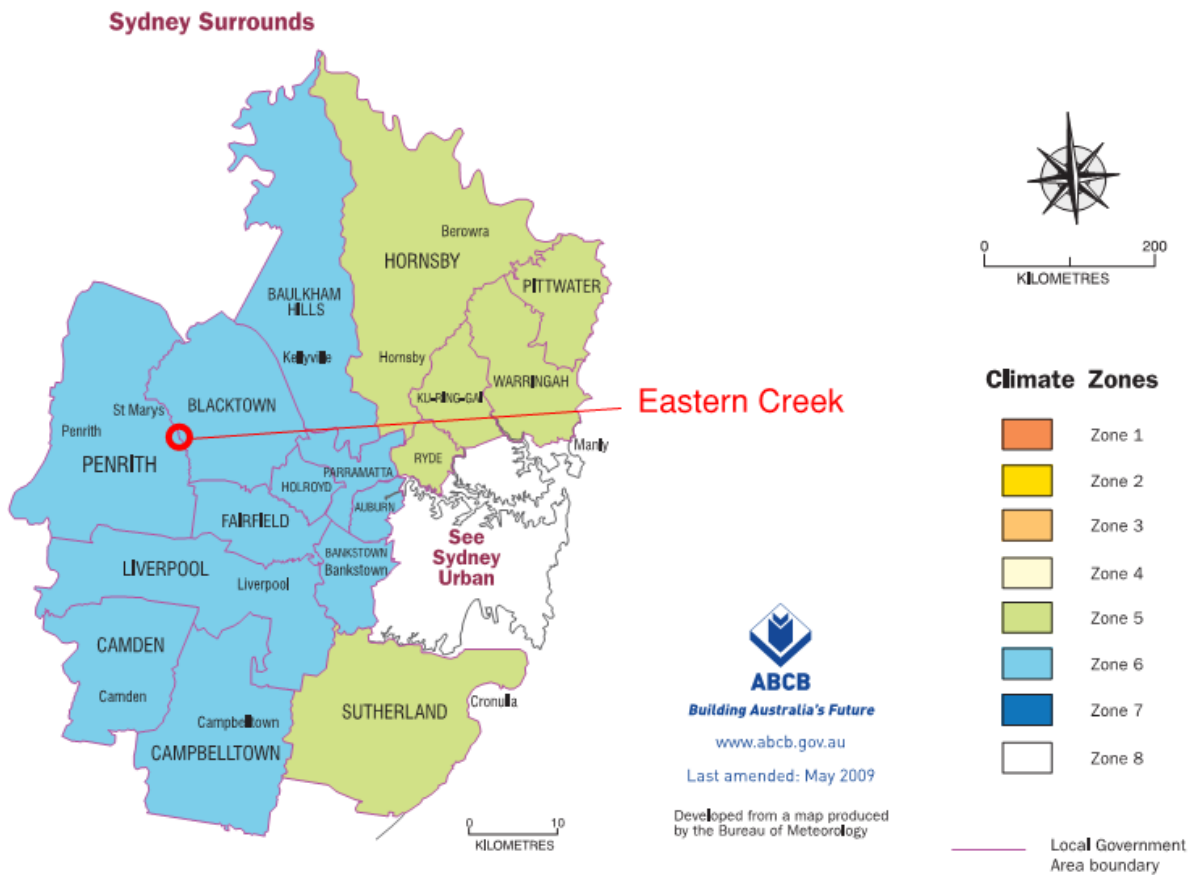 Sydney Surrounds
Berowra
HORNSBY
PITTWATER
BAULKHAM
HILLS
Kellyville
Hornsby
WARRINGAH
KU-RING-GAI
St Marys
BLACKTOWN
Eastern Creek
Penrith
PENRITH
Manly
RYDE
PARRAMATTA
HOLROYD
AUBURN
FAIRFIELD
See
Sydney
Urban
BANKSTOWN
Bankstown
LIVERPOOL
Liverpool
CAMDEN
Camden
Campbelltown
CAMPBELLTOWN
SUTHERLAND
Cronulla
0 10
KILOMETRES
0 200
KILOMETRES
Climate Zones
Zone 1
Zone 2
Zone 3
Zone 4
Zone 5
Zone 6
Zone 7
Zone 8
ABCB
Building Australia's Future
www.abcb.gov.au
Last amended: May 2009
Developed from a map produced
by the Bureau of Meteorology
Local Government
Area boundary